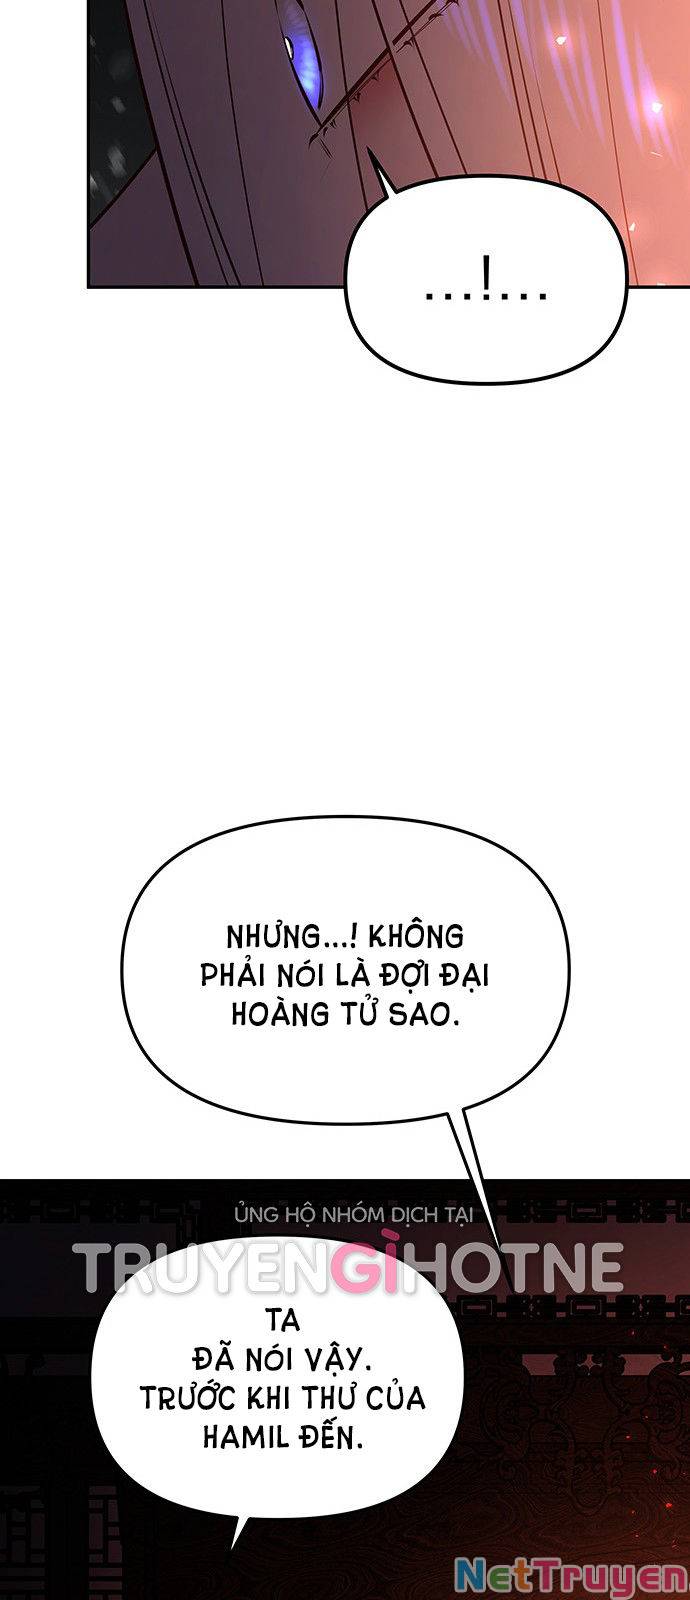 ...!...
NHƯNG...! KHÔNG
PHẢI NÓI LÀ ĐỢI ĐẠI
HOÀNG TỬ SAO.
ỦNG HỘ NHÓM DỊCH TẠI
TRUYENGIHOTNE
TA
ĐÃ NÓI VẬY.
TRƯỚC KHI THƯ CỦA
HAMIL ĐẾN.
NetTruyen